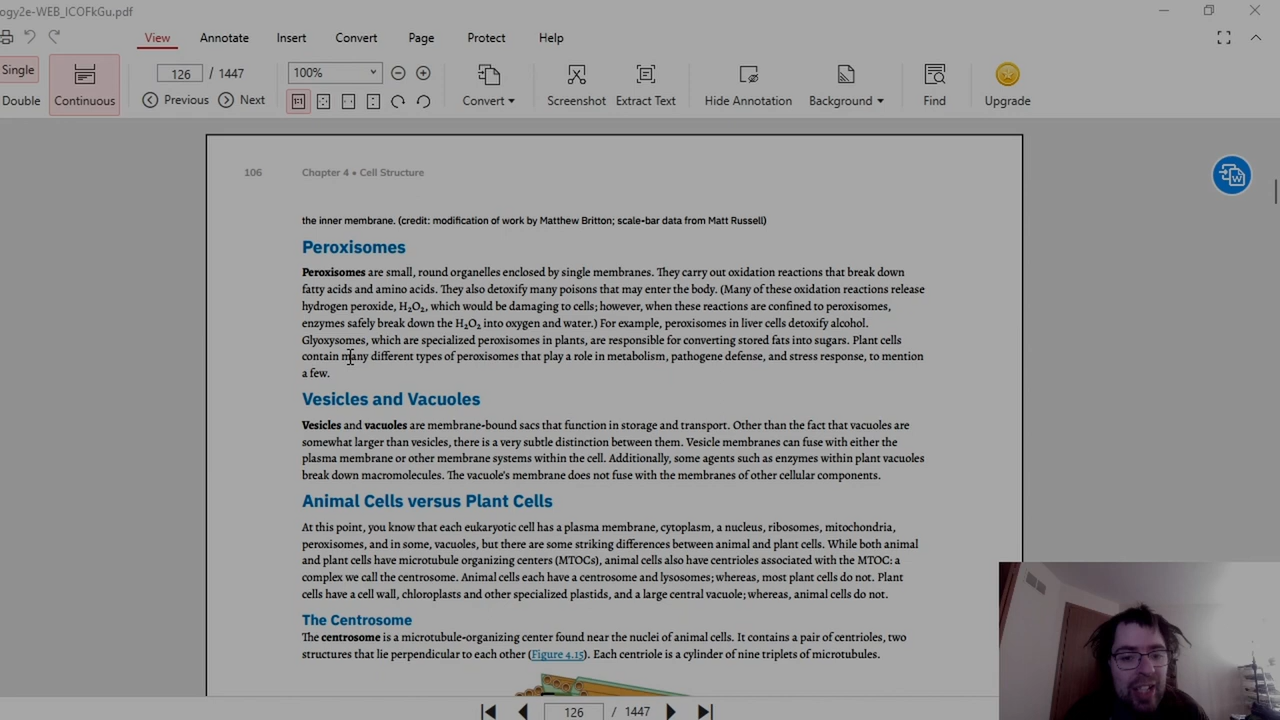 ogy2e-WEB_ICOFkGu.pdf
View Annotate Insert Convert Page Protect Help
Single
Double
Continuous
126 / 1447
Previous Next
100%
Convert
Screenshot
Extract Text
Hide Annotation
Background
Find
Upgrade
106 Chapter 4 • Cell Structure
the inner membrane. (credit: modification of work by Matthew Britton; scale-bar data from Matt Russell)
Peroxisomes
Peroxisomes are small, round organelles enclosed by single membranes. They carry out oxidation reactions that break down
fatty acids and amino acids. They also detoxify many poisons that may enter the body. (Many of these oxidation reactions release
hydrogen peroxide, H₂O₂, which would be damaging to cells; however, when these reactions are confined to peroxisomes,
enzymes safely break down the H₂O₂ into oxygen and water.) For example, peroxisomes in liver cells detoxify alcohol.
Glyoxysomes, which are specialized peroxisomes in plants, are responsible for converting stored fats into sugars. Plant cells
contain many different types of peroxisomes that play a role in metabolism, pathogene defense, and stress response, to mention
a few.
Vesicles and Vacuoles
Vesicles and vacuoles are membrane-bound sacs that function in storage and transport. Other than the fact that vacuoles are
somewhat larger than vesicles, there is a very subtle distinction between them. Vesicle membranes can fuse with either the
plasma membrane or other membrane systems within the cell. Additionally, some agents such as enzymes within plant vacuoles
break down macromolecules. The vacuole's membrane does not fuse with the membranes of other cellular components.
Animal Cells versus Plant Cells
At this point, you know that each eukaryotic cell has a plasma membrane, cytoplasm, a nucleus, ribosomes, mitochondria,
peroxisomes, and in some, vacuoles, but there are some striking differences between animal and plant cells. While both animal
and plant cells have microtubule organizing centers (MTOCs), animal cells also have centrioles associated with the MTOC: a
complex we call the centrosome. Animal cells each have a centrosome and lysosomes; whereas, most plant cells do not. Plant
cells have a cell wall, chloroplasts and other specialized plastids, and a large central vacuole; whereas, animal cells do not.
The Centrosome
The centrosome is a microtubule-organizing center found near the nuclei of animal cells. It contains a pair of centrioles, two
structures that lie perpendicular to each other (Figure 4.15). Each centriole is a cylinder of nine triplets of microtubules.
126 / 1447